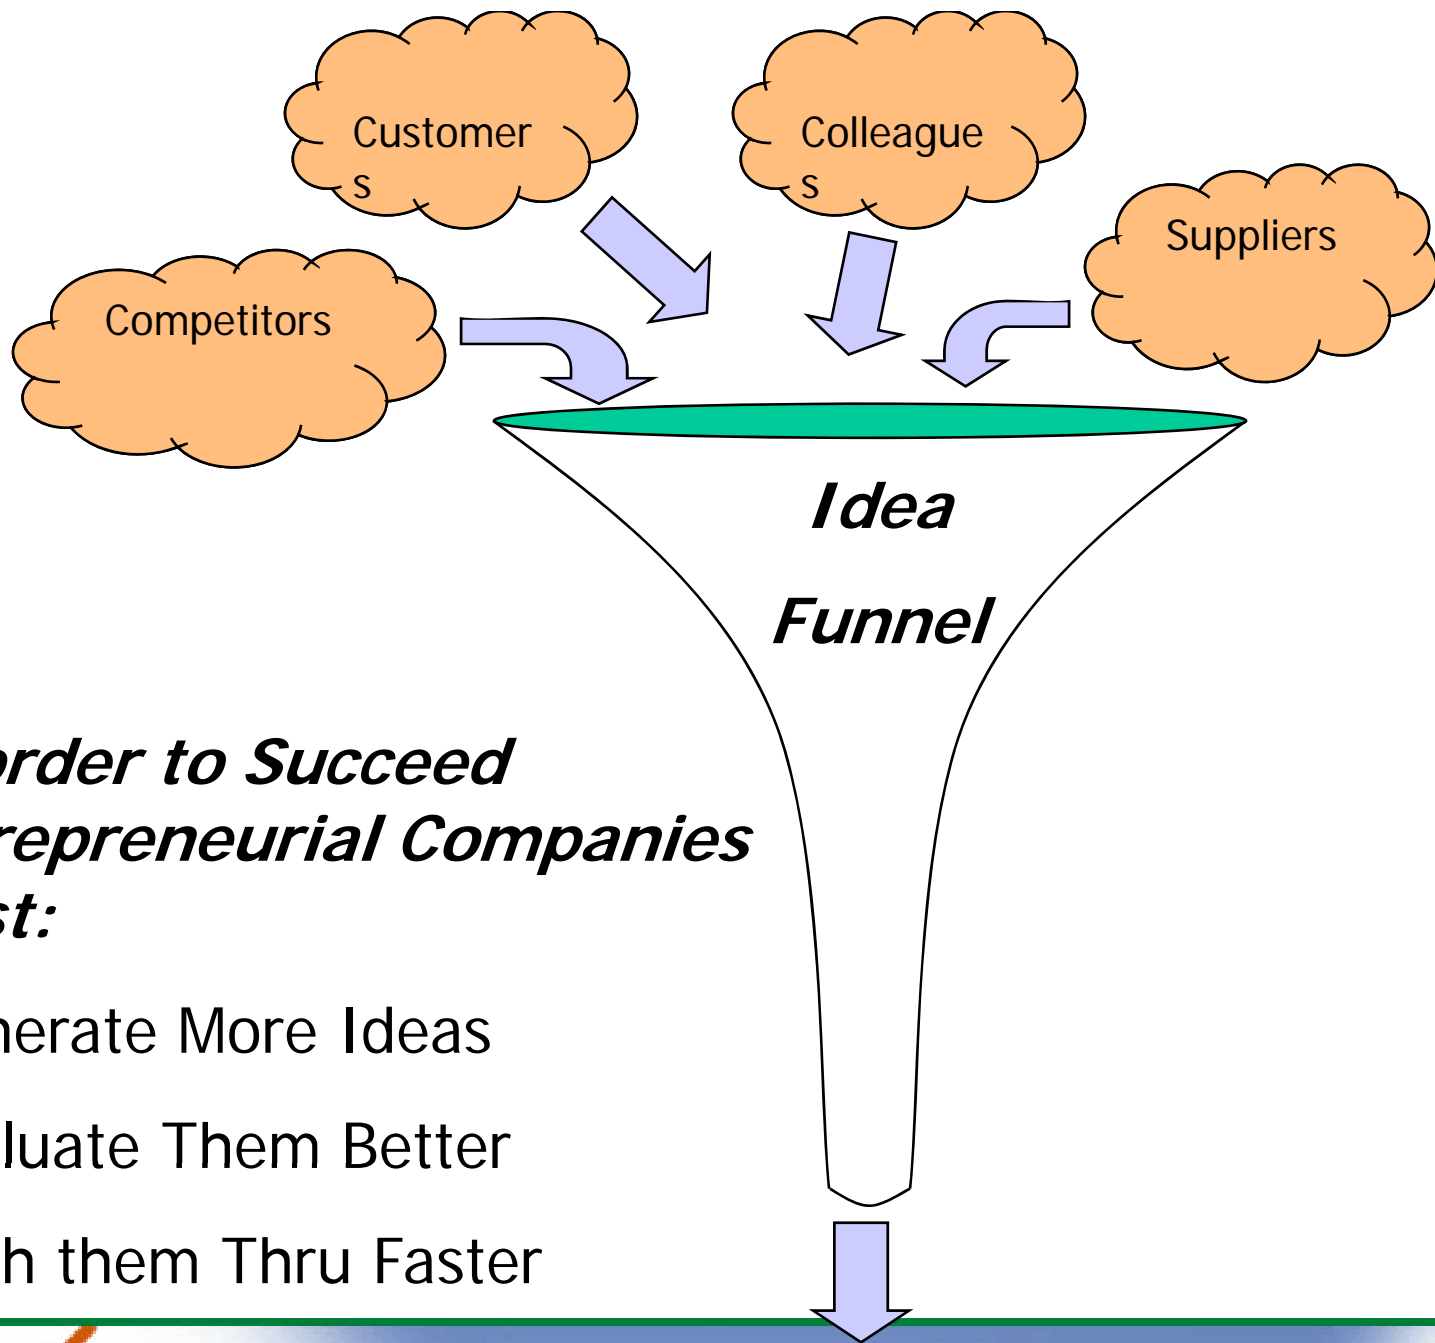 Customer
s
Colleague
s
Suppliers
Competitors
Idea
Funnel
order to Succeed
repreneurial Companies
st:
nerate More Ideas
luate Them Better
h them Thru Faster